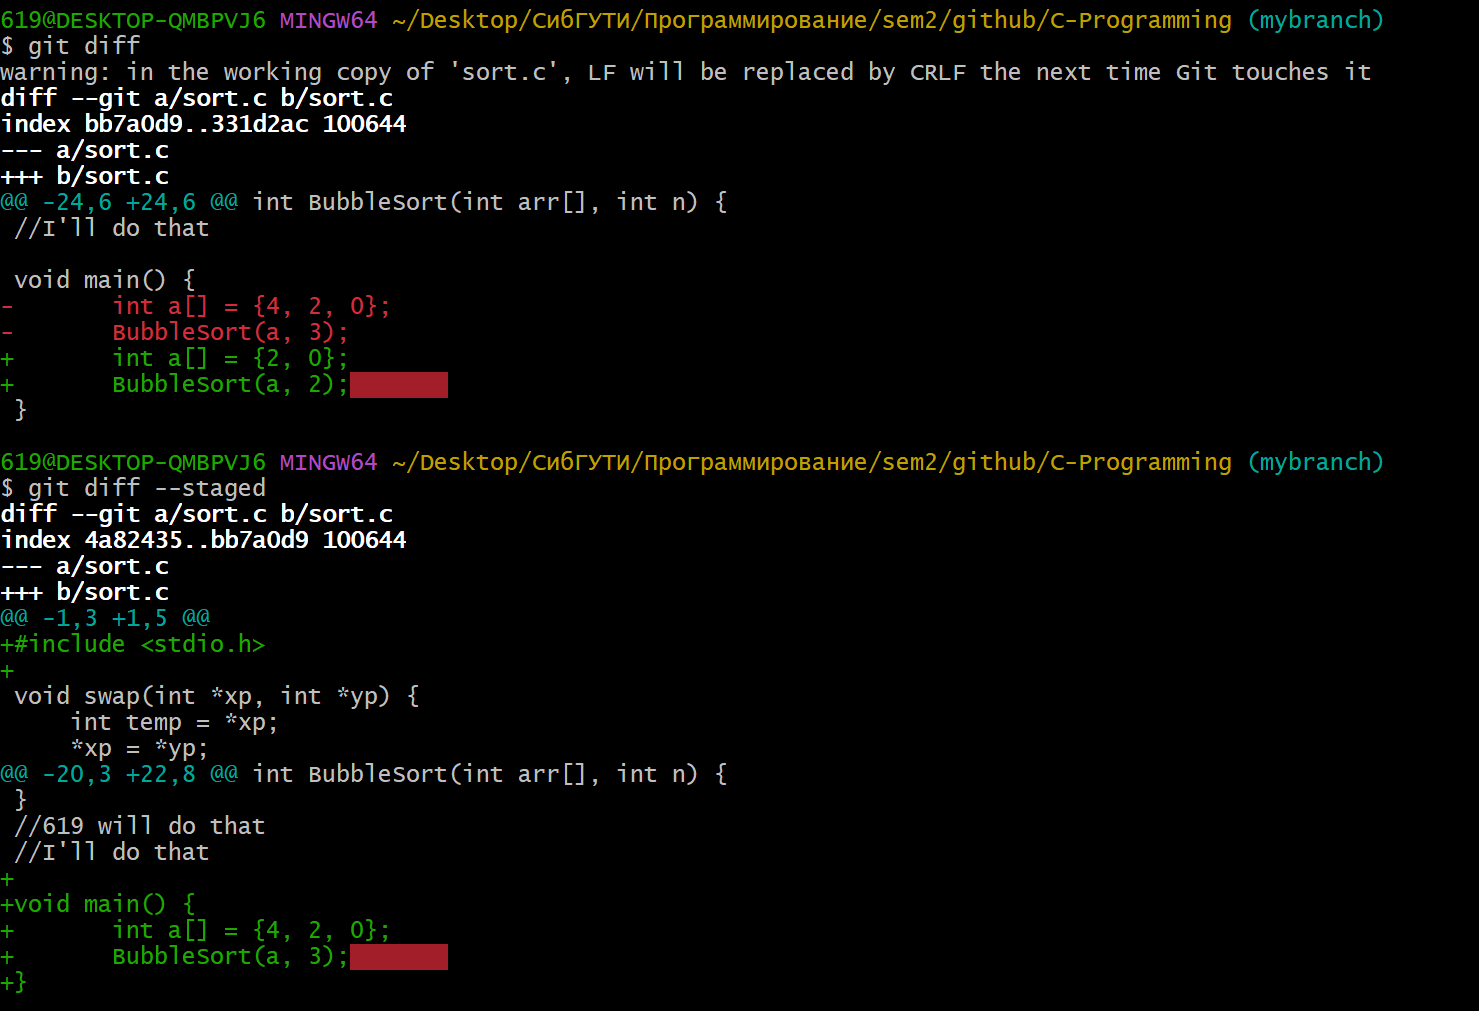 619@DESKTOP-QMBPVJ6 MINGW64 ~/Desktop/СибГУТИ/Программирование/sem2/github/C-Programming (mybranch)
$ git diff
warning: in the working copy of 'sort.c', LF will be replaced by CRLF the next time Git touches it
diff --git a/sort.c b/sort.c
index bb7a0d9..331d2ac 100644
--- a/sort.c
+++ b/sort.c
@@ -24,6 +24,6 @@ int BubbleSort(int arr[], int n) {
 //I'll do that

 void main() {
-       int a[] = {4, 2, 0};
-       BubbleSort(a, 3);
+       int a[] = {2, 0};
+       BubbleSort(a, 2);
 }

619@DESKTOP-QMBPVJ6 MINGW64 ~/Desktop/СибГУТИ/Программирование/sem2/github/C-Programming (mybranch)
$ git diff --staged
diff --git a/sort.c b/sort.c
index 4a82435..bb7a0d9 100644
--- a/sort.c
+++ b/sort.c
@@ -1,3 +1,5 @@
+#include <stdio.h>
+
 void swap(int *xp, int *yp) {
     int temp = *xp;
     *xp = *yp;
@@ -20,3 +22,8 @@ int BubbleSort(int arr[], int n) {
 }
 //619 will do that
 //I'll do that
+
+void main() {
+       int a[] = {4, 2, 0};
+       BubbleSort(a, 3);
+}